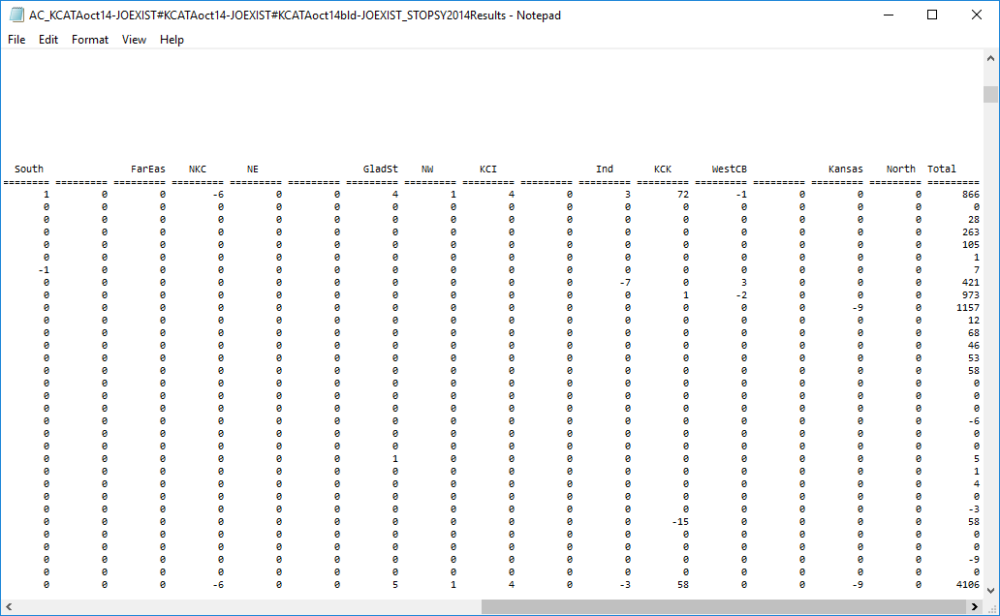 AC_KCATAoct14-JOEXIST#KCATAoct14-JOEXIST#KCATAoct14bld-JOEXIST_STOPSY2014Results - Notepad
File Edit Format View Help
South FarEas NKC NE GladSt NW KCI Ind KCK WestCB Kansas North Total
======== ========= ========= ========= ========= ========= ========= ========= ========= ========= ========= ========= ========= ========= ========= ========= =========
1 0 0 -6 0 0 4 1 4 0 3 72 -1 0 0 0 866
0 0 0 0 0 0 0 0 0 0 0 0 0 0 0 0 0
0 0 0 0 0 0 0 0 0 0 0 0 0 0 0 0 28
0 0 0 0 0 0 0 0 0 0 0 0 0 0 0 0 263
0 0 0 0 0 0 0 0 0 0 0 0 0 0 0 0 105
0 0 0 0 0 0 0 0 0 0 0 0 0 0 0 0 1
-1 0 0 0 0 0 0 0 0 0 0 0 0 0 0 0 7
0 0 0 0 0 0 0 0 0 0 -7 0 3 0 0 0 421
0 0 0 0 0 0 0 0 0 0 0 1 -2 0 0 0 973
0 0 0 0 0 0 0 0 0 0 0 0 0 0 -9 0 1157
0 0 0 0 0 0 0 0 0 0 0 0 0 0 0 0 12
0 0 0 0 0 0 0 0 0 0 0 0 0 0 0 0 68
0 0 0 0 0 0 0 0 0 0 0 0 0 0 0 0 46
0 0 0 0 0 0 0 0 0 0 0 0 0 0 0 0 53
0 0 0 0 0 0 0 0 0 0 0 0 0 0 0 0 58
0 0 0 0 0 0 0 0 0 0 0 0 0 0 0 0 0
0 0 0 0 0 0 0 0 0 0 0 0 0 0 0 0 0
0 0 0 0 0 0 0 0 0 0 0 0 0 0 0 0 0
0 0 0 0 0 0 0 0 0 0 0 0 0 0 0 0 -6
0 0 0 0 0 0 0 0 0 0 0 0 0 0 0 0 0
0 0 0 0 0 0 0 0 0 0 0 0 0 0 0 0 0
0 0 0 0 0 0 1 0 0 0 0 0 0 0 0 0 5
0 0 0 0 0 0 0 0 0 0 0 0 0 0 0 0 1
0 0 0 0 0 0 0 0 0 0 0 0 0 0 0 0 4
0 0 0 0 0 0 0 0 0 0 0 0 0 0 0 0 0
0 0 0 0 0 0 0 0 0 0 0 0 0 0 0 0 -3
0 0 0 0 0 0 0 0 0 0 0 -15 0 0 0 0 58
0 0 0 0 0 0 0 0 0 0 0 0 0 0 0 0 0
0 0 0 0 0 0 0 0 0 0 0 0 0 0 0 0 0
0 0 0 0 0 0 0 0 0 0 0 0 0 0 0 0 -9
0 0 0 0 0 0 0 0 0 0 0 0 0 0 0 0 0
0 0 0 -6 0 0 5 1 4 0 -3 58 0 0 -9 0 4106